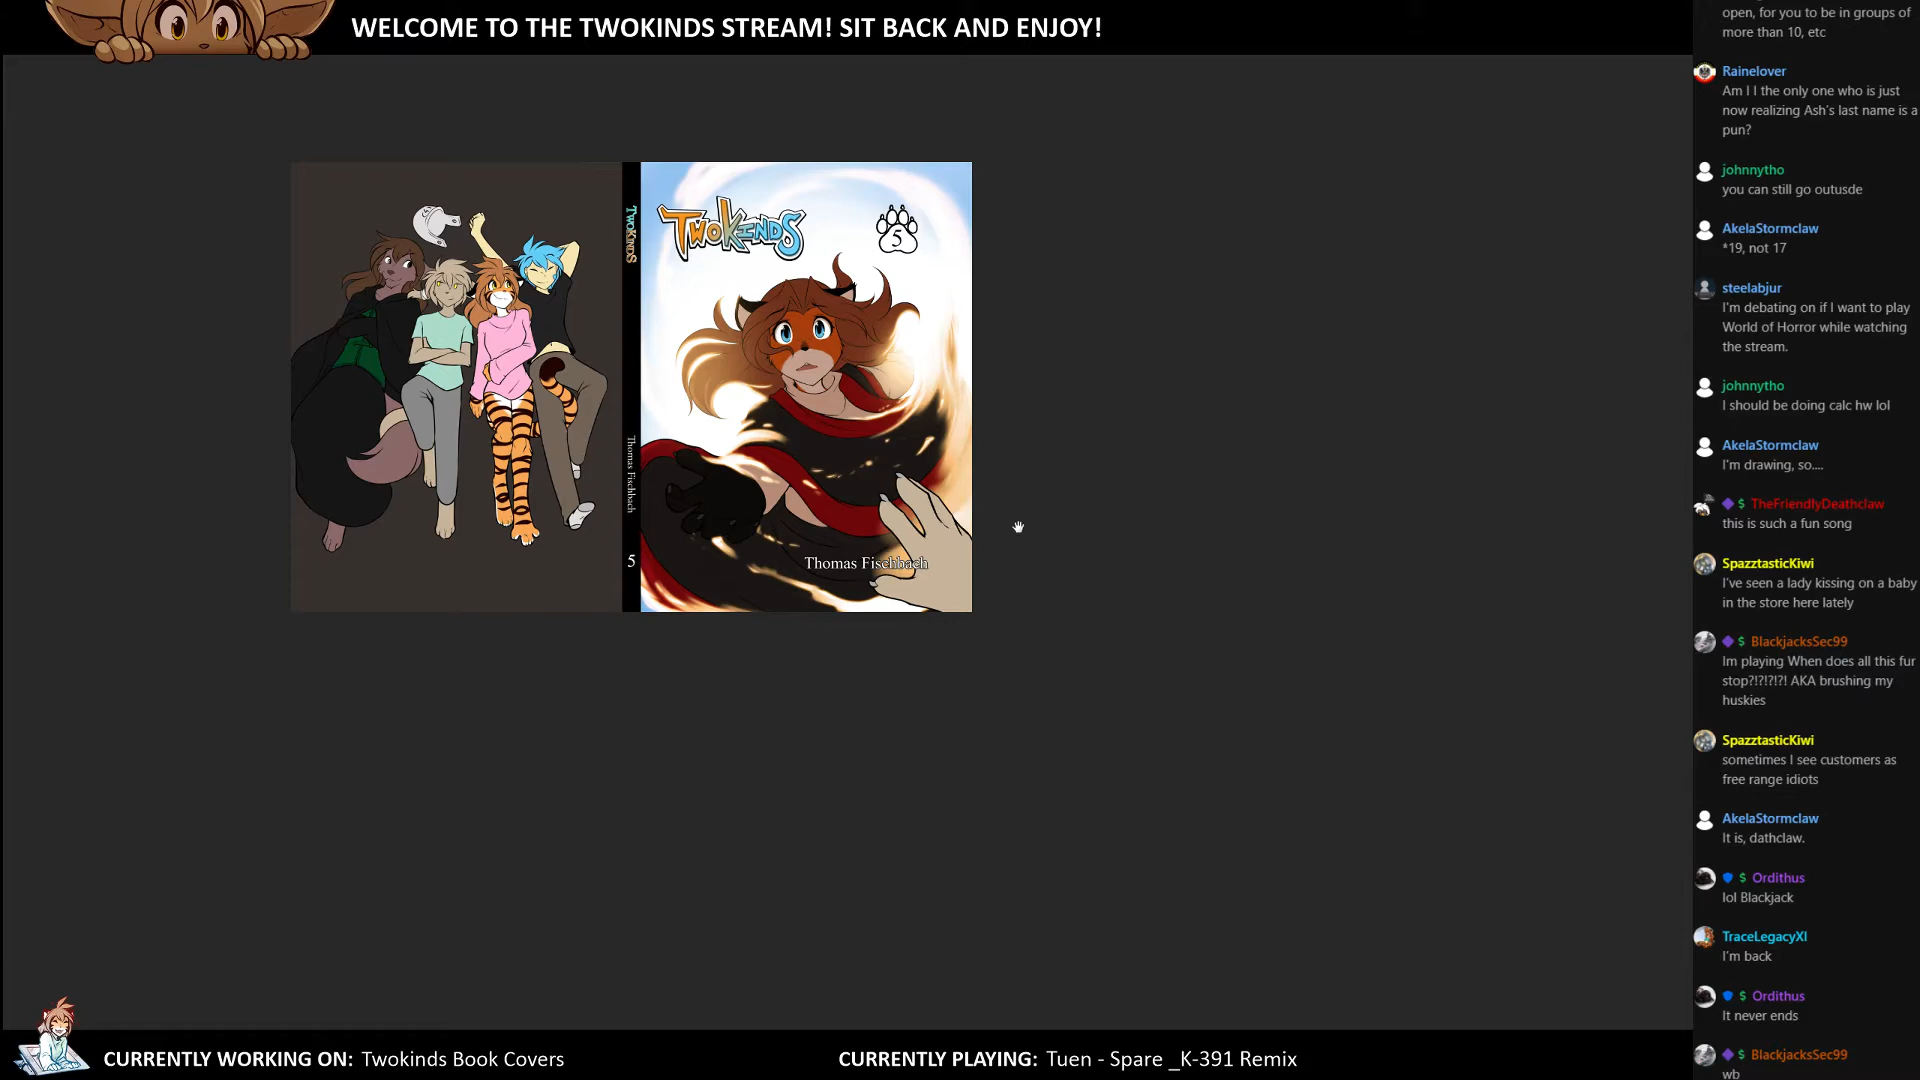 WELCOME TO THE TWOKINDS STREAM! SIT BACK AND ENJOY!
TWOKINDS
Thomas Fischbach
5
TWOKINDS
5
Thomas Fischbach
open, for you to be in groups of
more than 10, etc
Rainelover
Am I I the only one who is just
now realizing Ash's last name is a
pun?
johnnytho
you can still go outusde
AkelaStormclaw
*19, not 17
steelabjur
I'm debating on if I want to play
World of Horror while watching
the stream.
johnnytho
I should be doing calc hw lol
AkelaStormclaw
I'm drawing, so....
$ TheFriendlyDeathclaw
this is such a fun song
SpazztasticKiwi
I've seen a lady kissing on a baby
in the store here lately
$ BlackjacksSec99
Im playing When does all this fur
stop?!?!?!?! AKA brushing my
huskies
SpazztasticKiwi
sometimes I see customers as
free range idiots
AkelaStormclaw
It is, dathclaw.
$ Ordithus
lol Blackjack
TraceLegacyXI
I'm back
$ Ordithus
It never ends
$ BlackjacksSec99
wb
CURRENTLY WORKING ON: Twokinds Book Covers
CURRENTLY PLAYING: Tuen - Spare _K-391 Remix